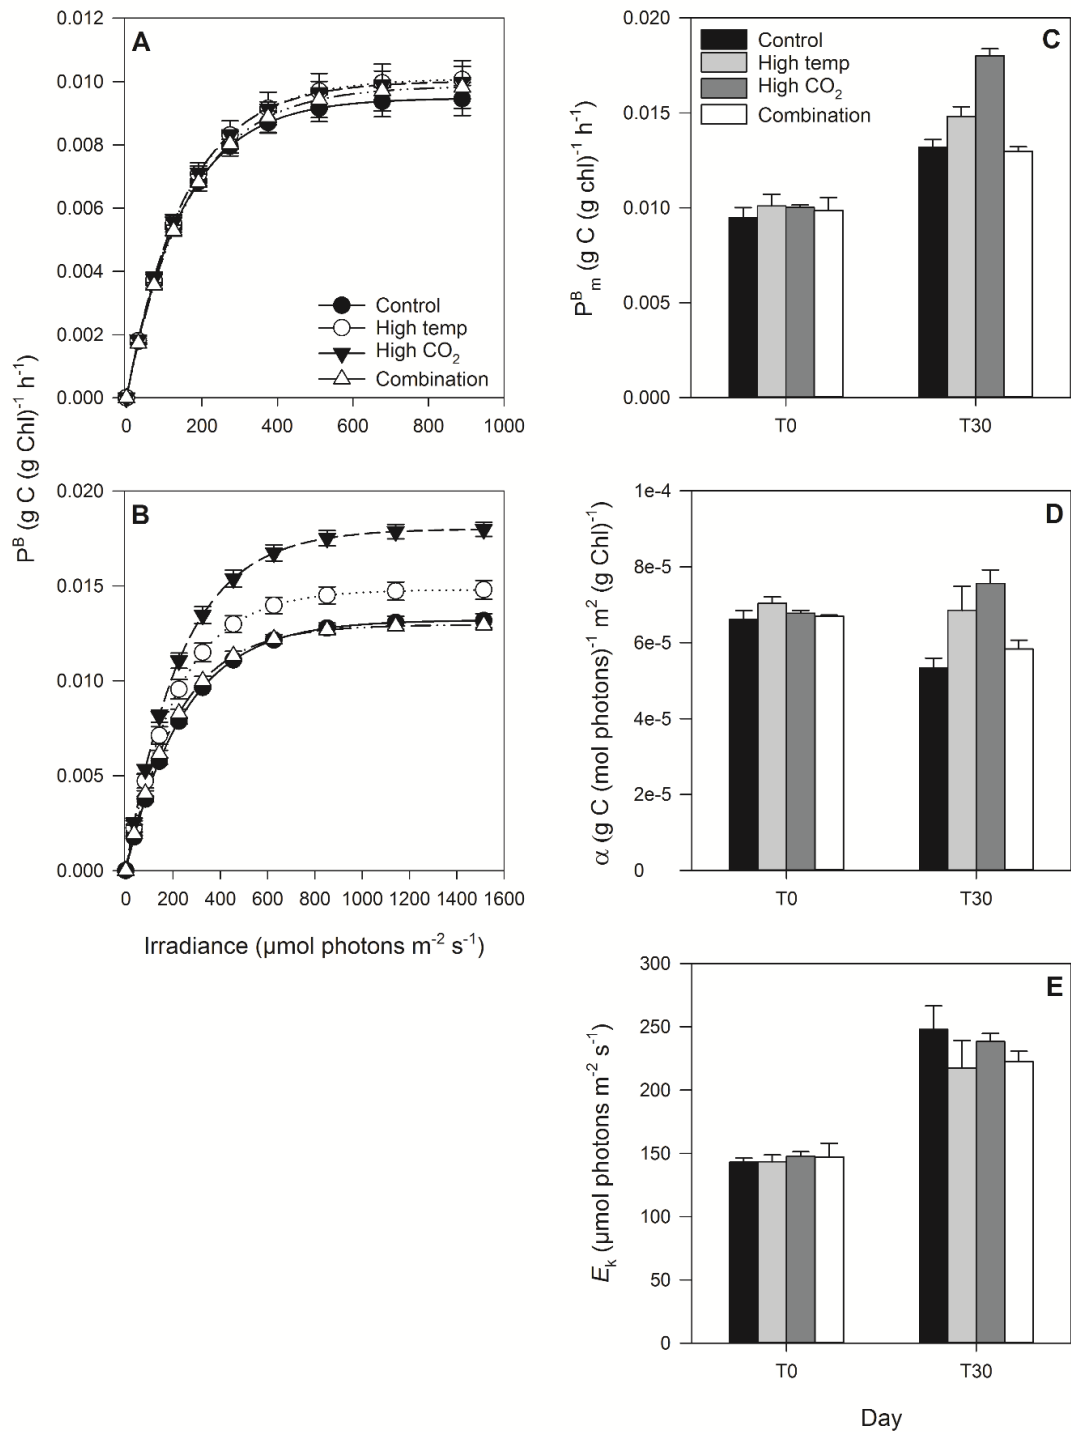 A
0.012
0.010
0.008
0.006
0.004
0.002
0.000
0 200 400 600 800 1000
Control
High temp
High CO₂
Combination
B
0.020
0.015
0.010
0.005
0.000
0 200 400 600 800 1000 1200 1400 1600
Pᴮ (g C (g Chl)⁻¹ h⁻¹)
Irradiance (µmol photons m⁻² s⁻¹)
C
Control
High temp
High CO₂
Combination
0.020
0.015
0.010
0.005
0.000
Pᴮₘ (g C (g chl)⁻¹ h⁻¹)
T0 T30
D
1e-4
8e-5
6e-5
4e-5
2e-5
0
α (g C (mol photons)⁻¹ m² (g Chl)⁻¹)
T0 T30
E
300
250
200
150
100
50
0
Eₖ (µmol photons m⁻² s⁻¹)
T0 T30
Day